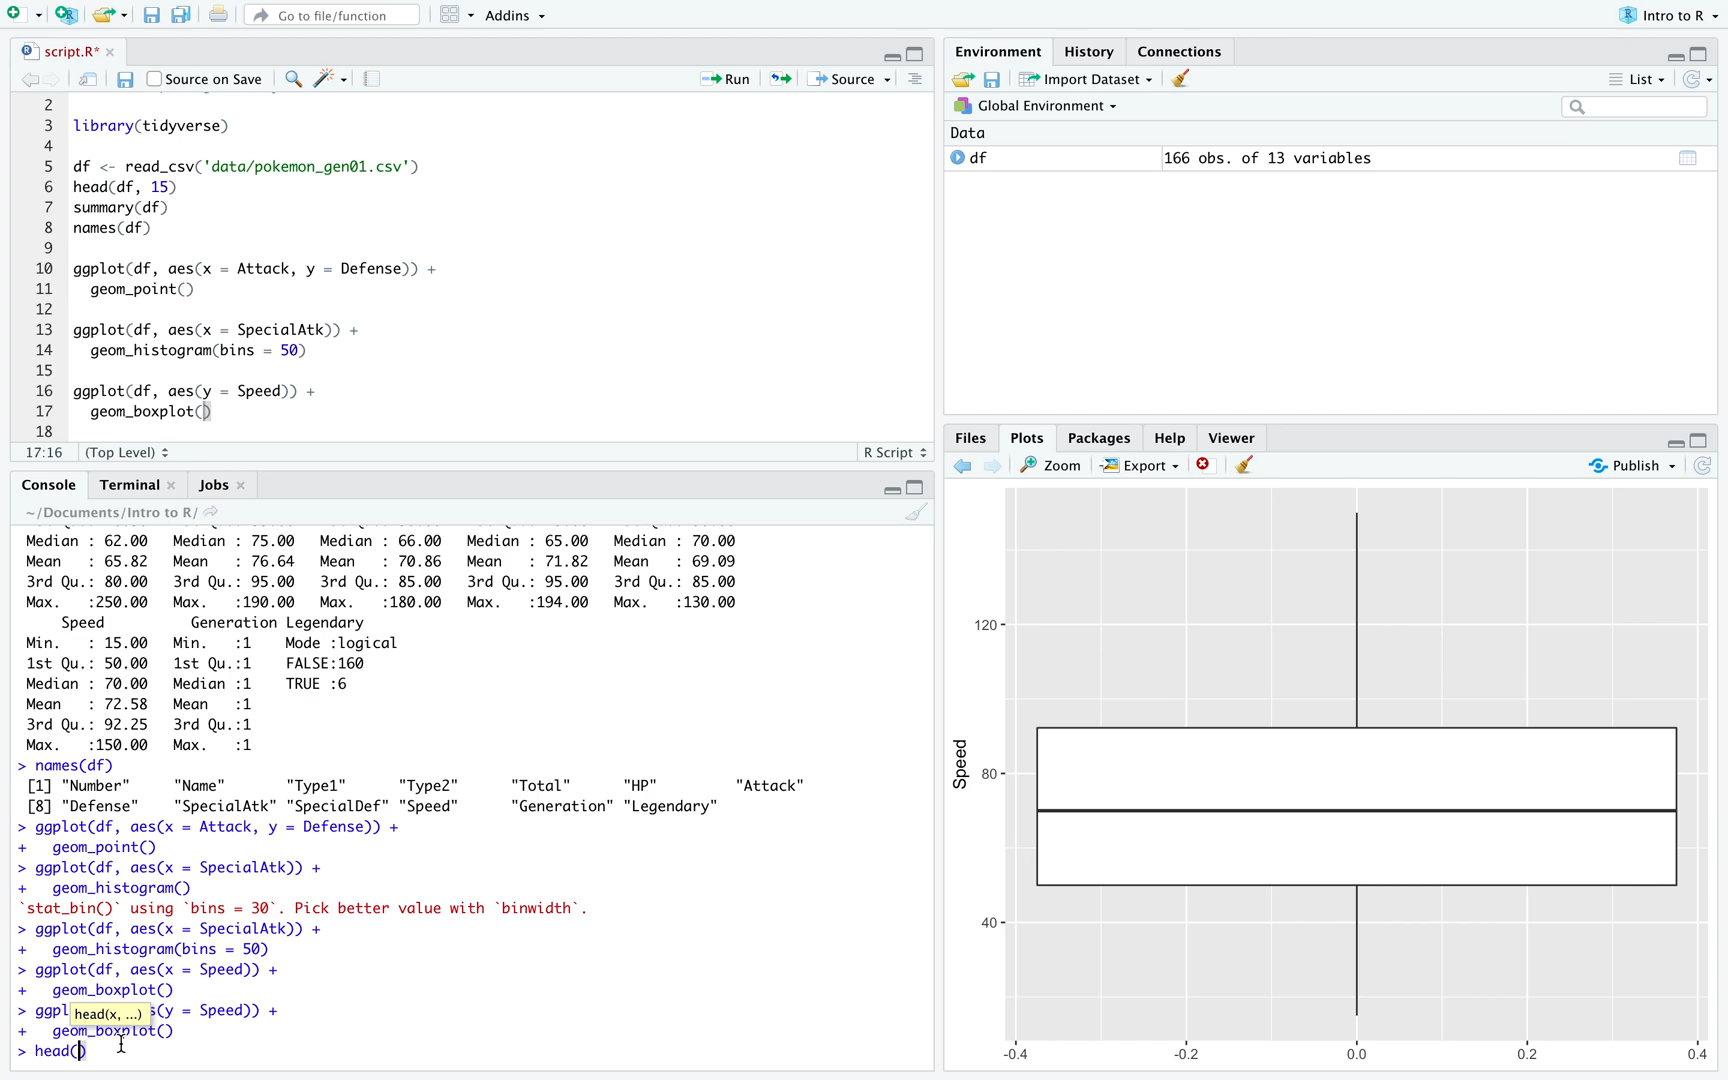 Go to file/function
Addins
Intro to R
script.R*
Source on Save
Run
Source
2
3 library(tidyverse)
4
5 df <- read_csv('data/pokemon_gen01.csv')
6 head(df, 15)
7 summary(df)
8 names(df)
9
10 ggplot(df, aes(x = Attack, y = Defense)) +
11 geom_point()
12
13 ggplot(df, aes(x = SpecialAtk)) +
14 geom_histogram(bins = 50)
15
16 ggplot(df, aes(y = Speed)) +
17 geom_boxplot()
18
17:16 (Top Level) R Script
Console Terminal Jobs
~/Documents/Intro to R/
Median : 62.00 Median : 75.00 Median : 66.00 Median : 65.00 Median : 70.00
Mean : 65.82 Mean : 76.64 Mean : 70.86 Mean : 71.82 Mean : 69.09
3rd Qu.: 80.00 3rd Qu.: 95.00 3rd Qu.: 85.00 3rd Qu.: 95.00 3rd Qu.: 85.00
Max. :250.00 Max. :190.00 Max. :180.00 Max. :194.00 Max. :130.00
Speed Generation Legendary
Min. : 15.00 Min. :1 Mode :logical
1st Qu.: 50.00 1st Qu.:1 FALSE:160
Median : 70.00 Median :1 TRUE :6
Mean : 72.58 Mean :1
3rd Qu.: 92.25 3rd Qu.:1
Max. :150.00 Max. :1
> names(df)
[1] "Number" "Name" "Type1" "Type2" "Total" "HP" "Attack"
[8] "Defense" "SpecialAtk" "SpecialDef" "Speed" "Generation" "Legendary"
> ggplot(df, aes(x = Attack, y = Defense)) +
+ geom_point()
> ggplot(df, aes(x = SpecialAtk)) +
+ geom_histogram()
`stat_bin()` using `bins = 30`. Pick better value with `binwidth`.
> ggplot(df, aes(x = SpecialAtk)) +
+ geom_histogram(bins = 50)
> ggplot(df, aes(x = Speed)) +
+ geom_boxplot()
> ggpl s(y = Speed)) +
head(x, ...)
+ geom_boxplot()
> head()
Environment History Connections
Import Dataset List
Global Environment
Data
df 166 obs. of 13 variables
Files Plots Packages Help Viewer
Zoom Export Publish
120
80
40
Speed
-0.4 -0.2 0.0 0.2 0.4